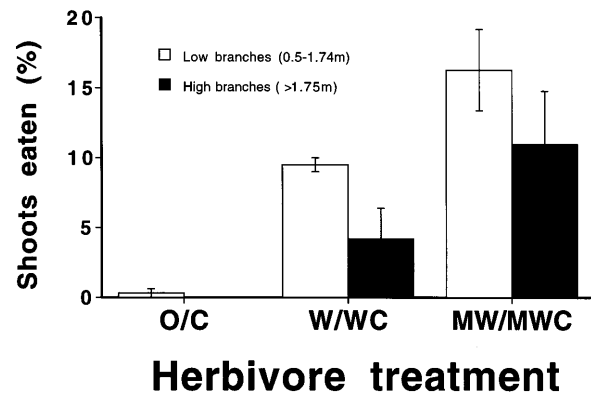 Shoots eaten (%)
20
15
10
5
0
Low branches (0.5-1.74m)
High branches ( >1.75m)
O/C
W/WC
MW/MWC
Herbivore treatment